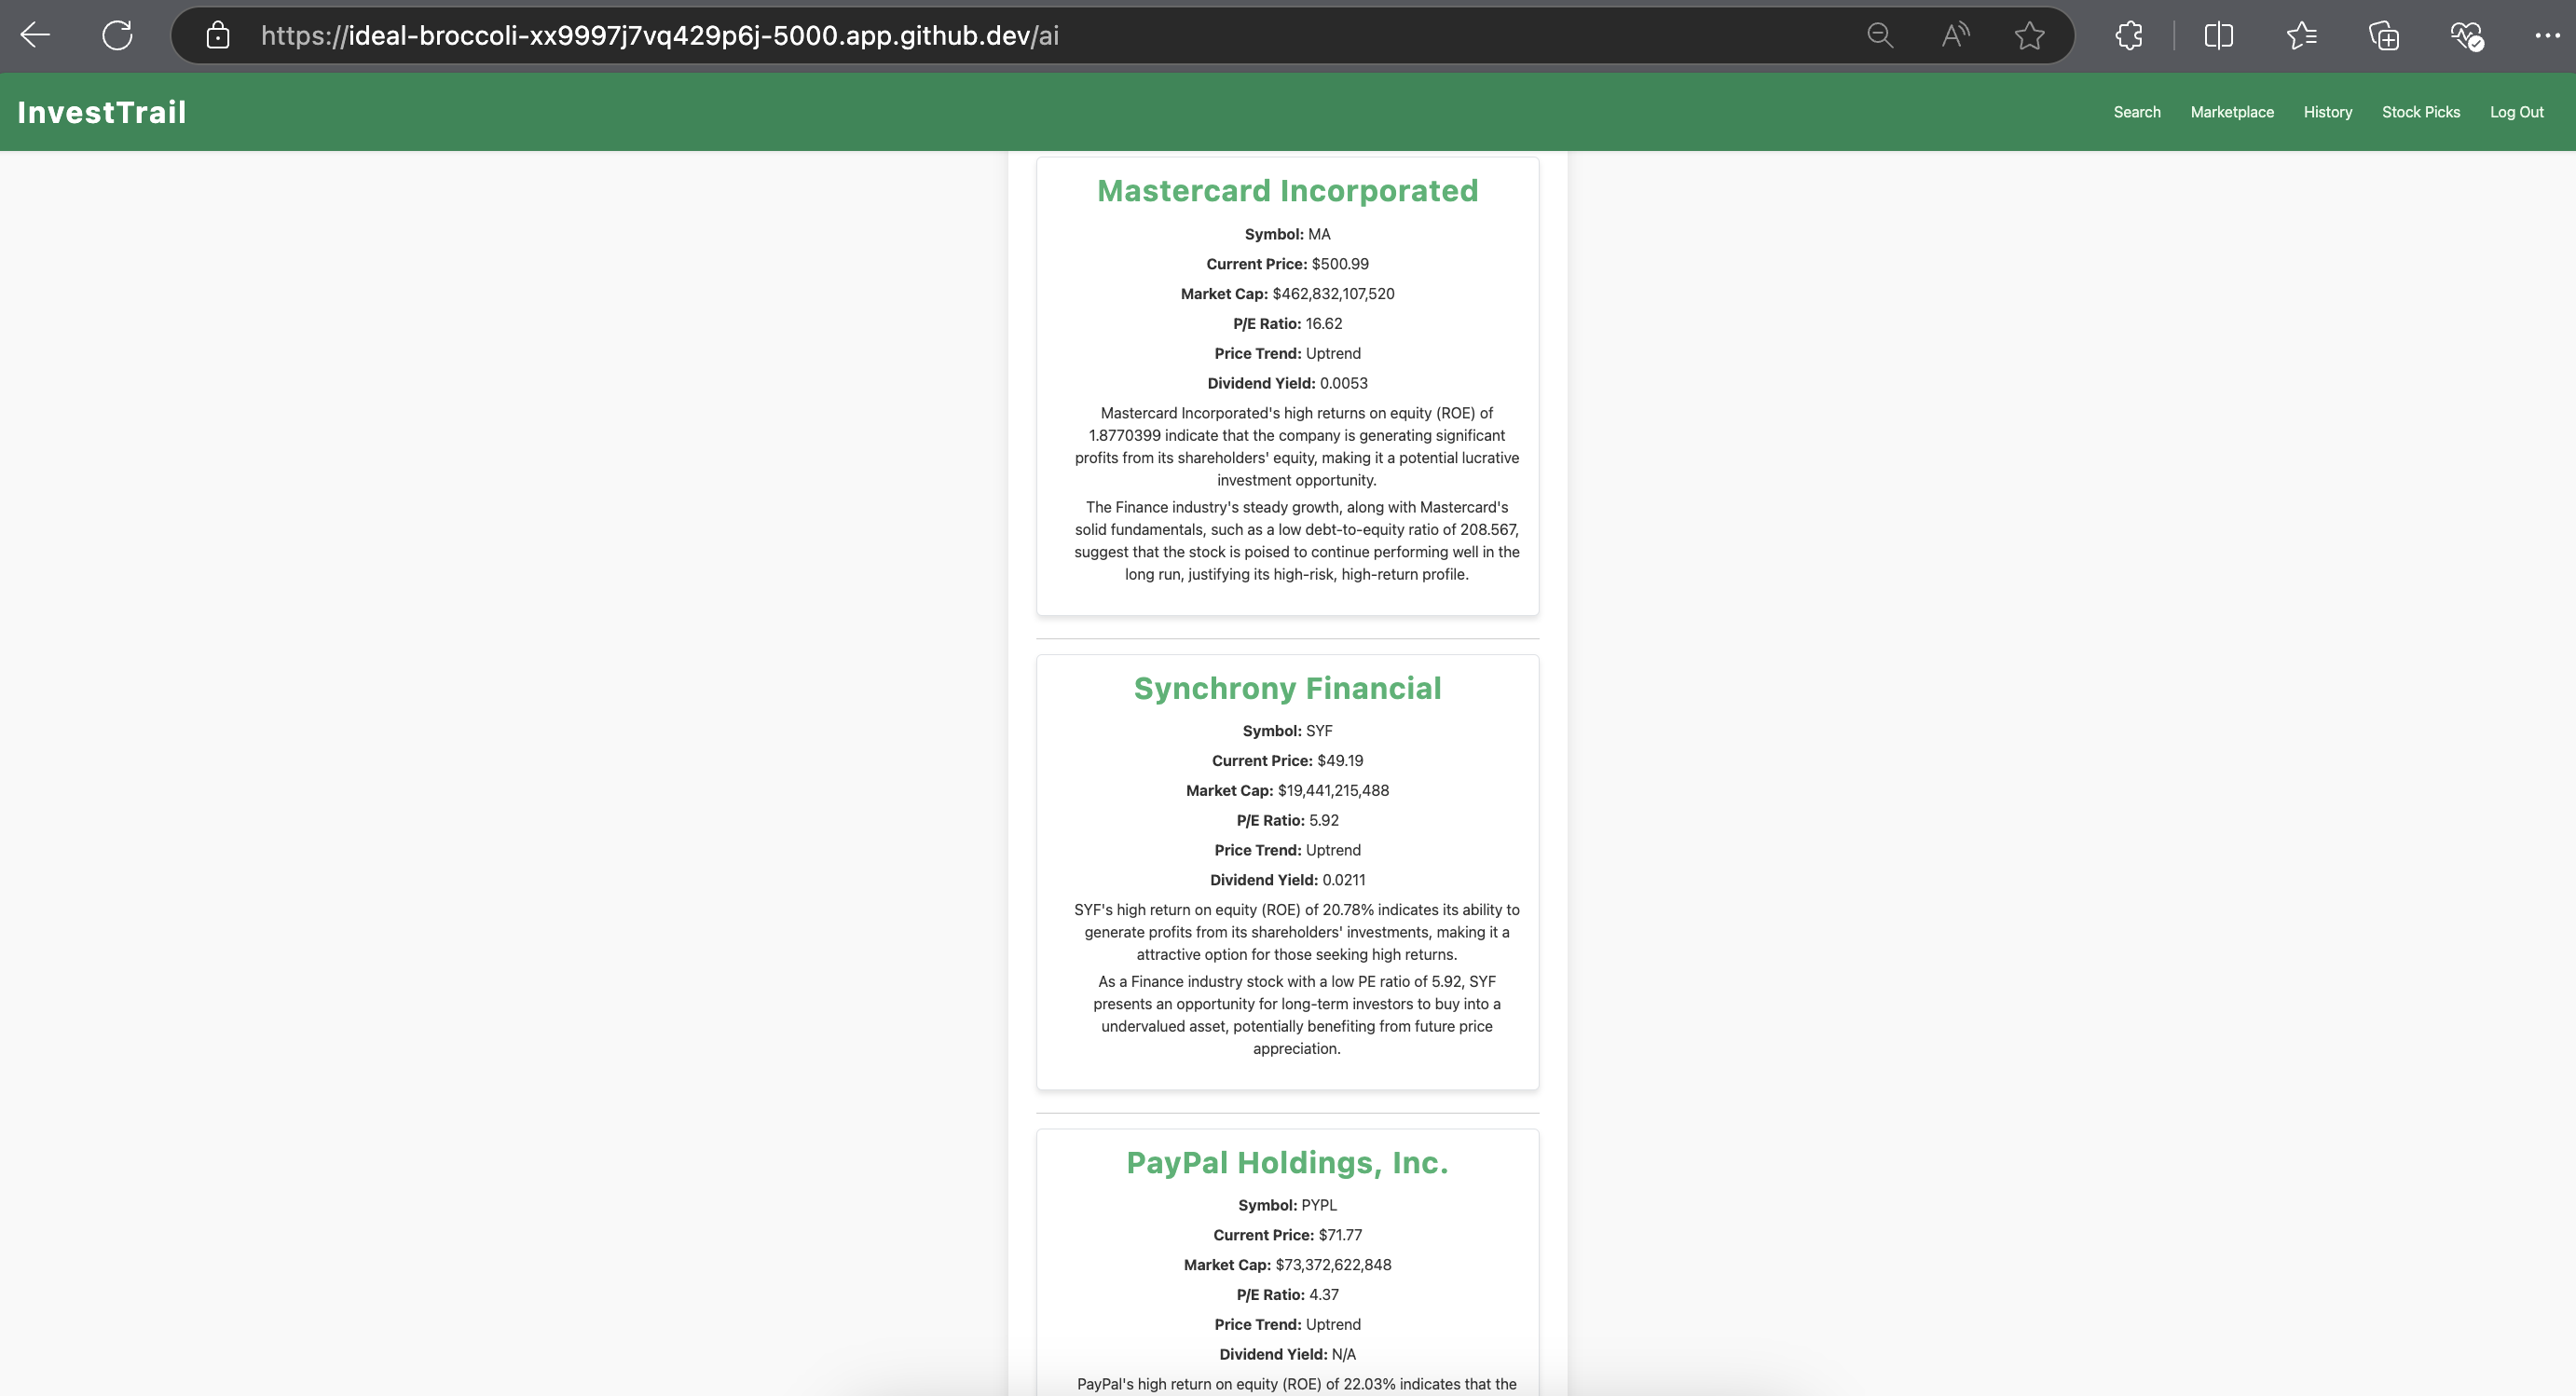 https://ideal-broccoli-xx9997j7vq429p6j-5000.app.github.dev/ai
InvestTrail
Search Marketplace History Stock Picks Log Out
Mastercard Incorporated
Symbol: MA
Current Price: $500.99
Market Cap: $462,832,107,520
P/E Ratio: 16.62
Price Trend: Uptrend
Dividend Yield: 0.0053
Mastercard Incorporated's high returns on equity (ROE) of
1.8770399 indicate that the company is generating significant
profits from its shareholders' equity, making it a potential lucrative
investment opportunity.
The Finance industry's steady growth, along with Mastercard's
solid fundamentals, such as a low debt-to-equity ratio of 208.567,
suggest that the stock is poised to continue performing well in the
long run, justifying its high-risk, high-return profile.
Synchrony Financial
Symbol: SYF
Current Price: $49.19
Market Cap: $19,441,215,488
P/E Ratio: 5.92
Price Trend: Uptrend
Dividend Yield: 0.0211
SYF's high return on equity (ROE) of 20.78% indicates its ability to
generate profits from its shareholders' investments, making it a
attractive option for those seeking high returns.
As a Finance industry stock with a low PE ratio of 5.92, SYF
presents an opportunity for long-term investors to buy into a
undervalued asset, potentially benefiting from future price
appreciation.
PayPal Holdings, Inc.
Symbol: PYPL
Current Price: $71.77
Market Cap: $73,372,622,848
P/E Ratio: 4.37
Price Trend: Uptrend
Dividend Yield: N/A
PayPal's high return on equity (ROE) of 22.03% indicates that the